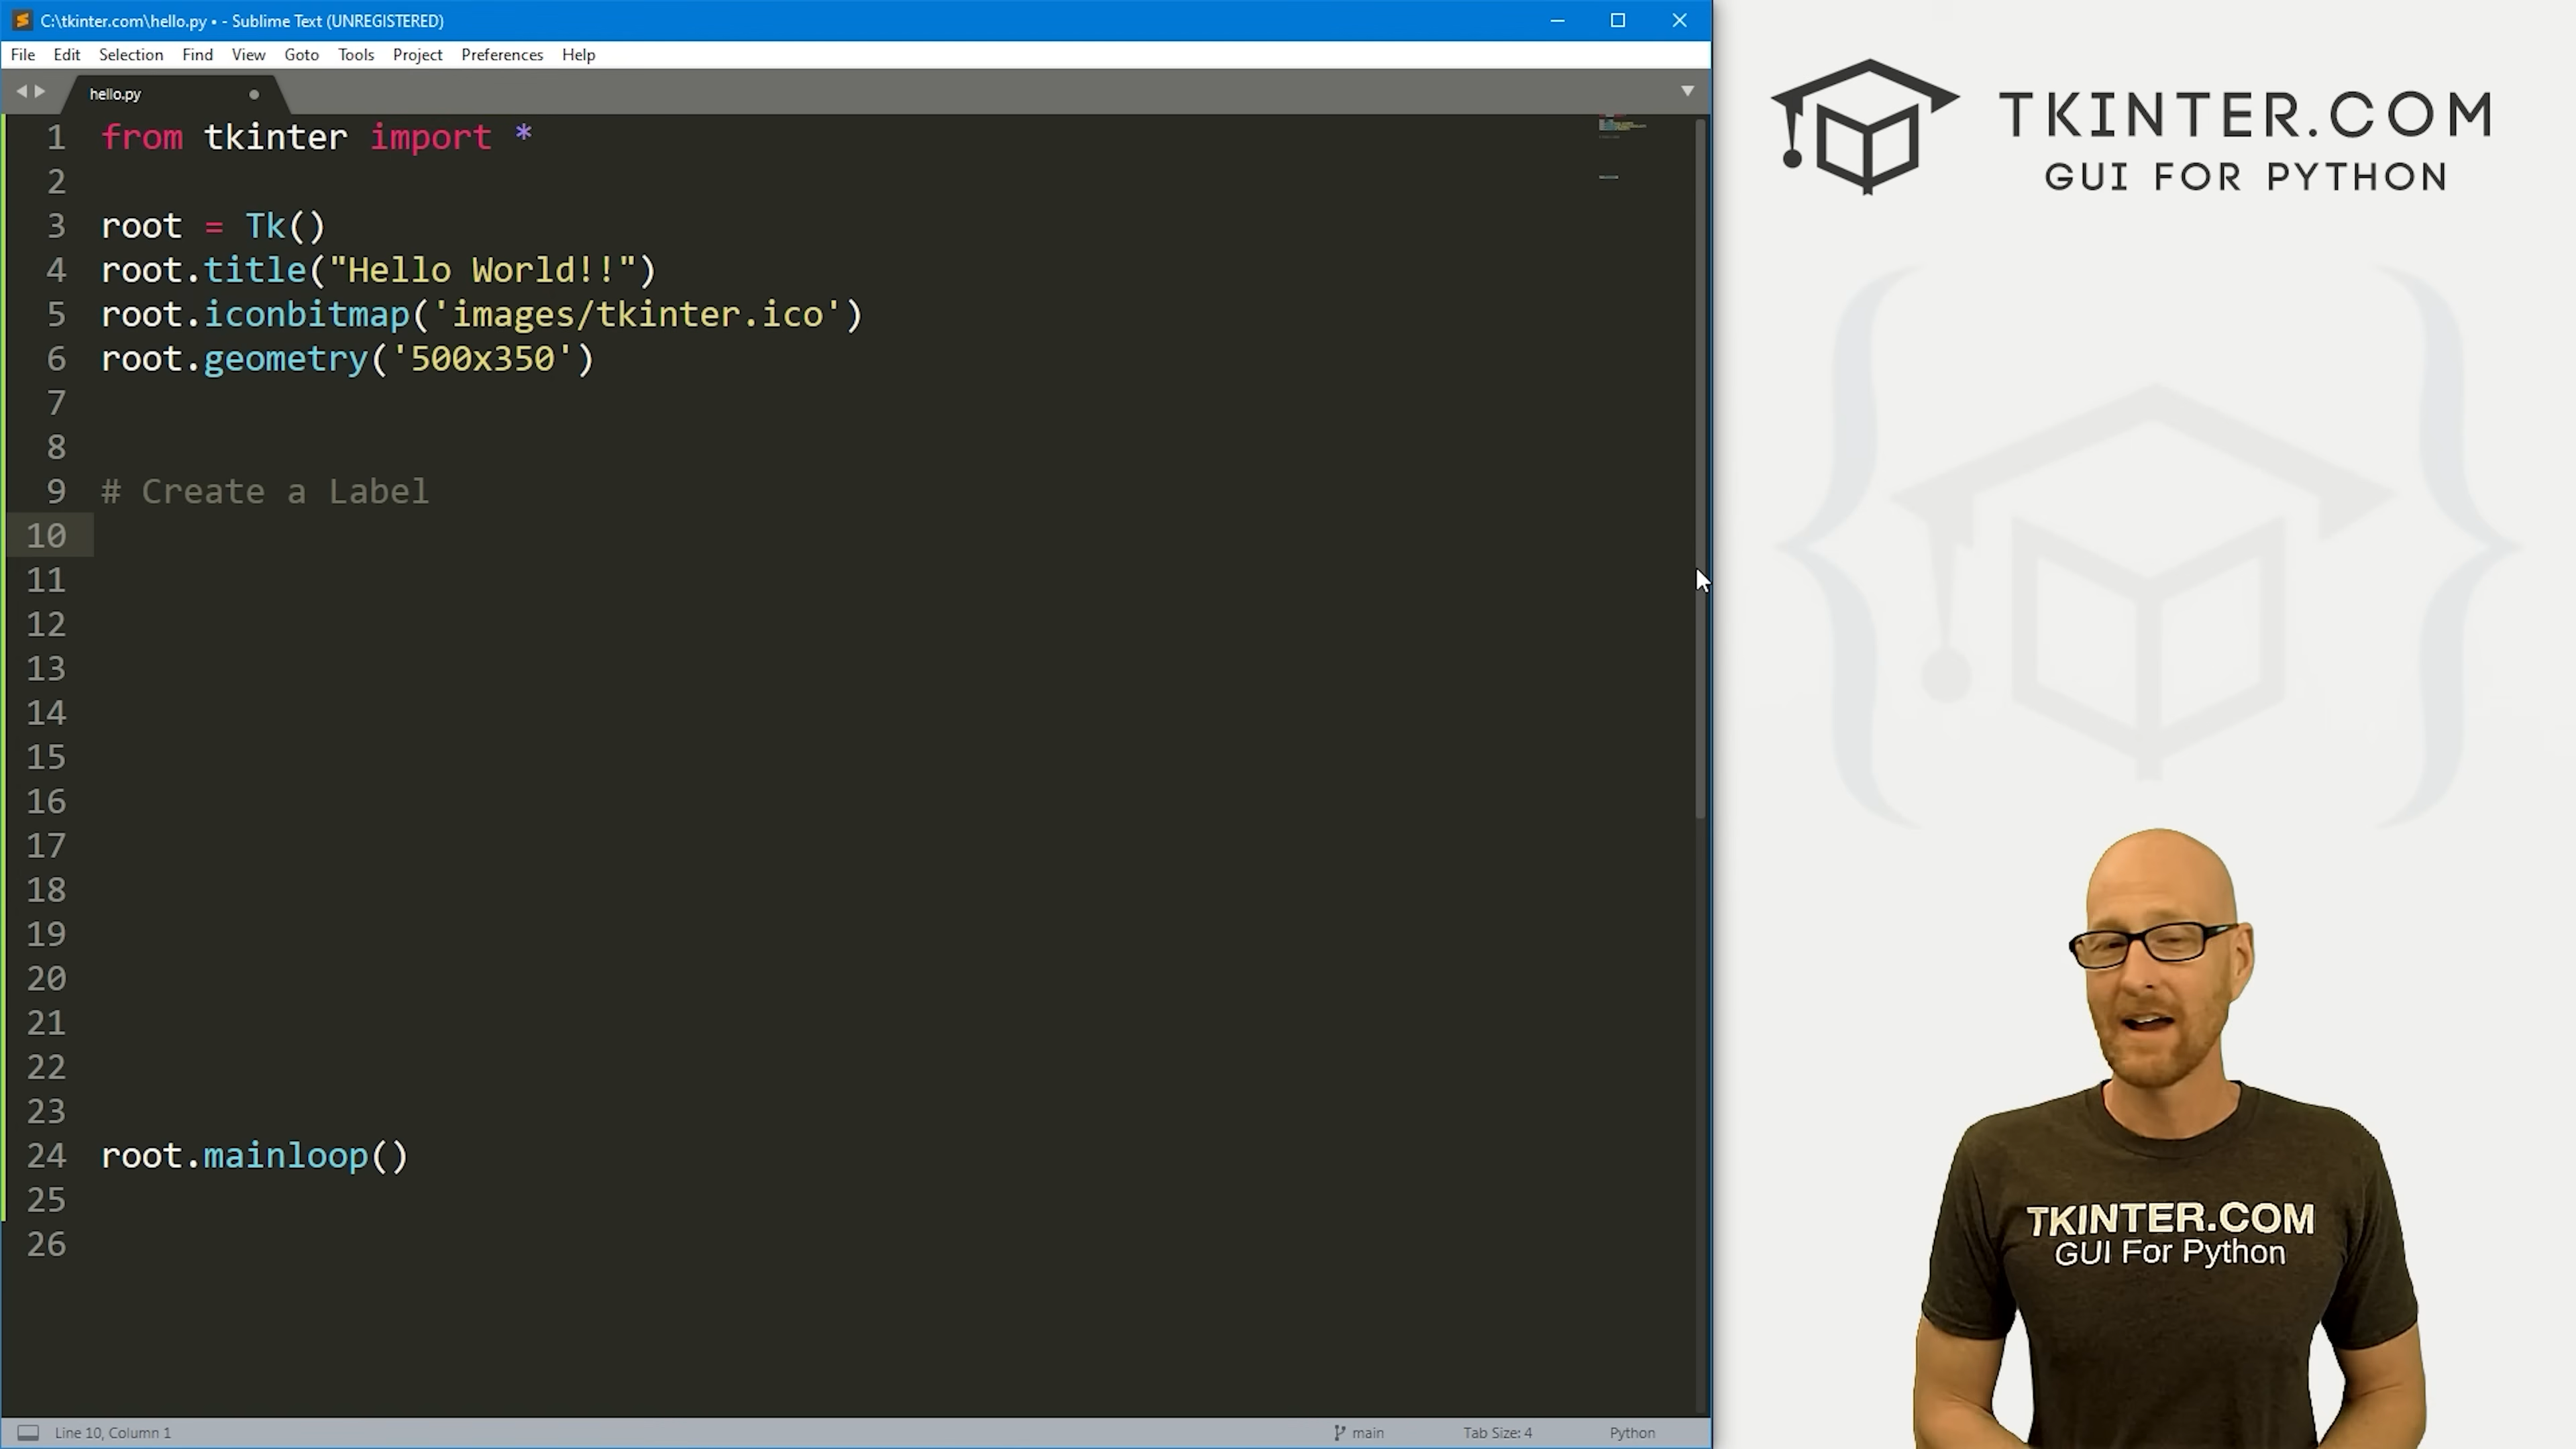 C:\tkinter.com\hello.py • - Sublime Text (UNREGISTERED)
File Edit Selection Find View Goto Tools Project Preferences Help
hello.py
1 from tkinter import *
2
3 root = Tk()
4 root.title("Hello World!!")
5 root.iconbitmap('images/tkinter.ico')
6 root.geometry('500x350')
7
8
9 # Create a Label
10
11
12
13
14
15
16
17
18
19
20
21
22
23
24 root.mainloop()
25
26
Line 10, Column 1 main Tab Size: 4 Python
TKINTER.COM
GUI FOR PYTHON
TKINTER.COM
GUI For Python